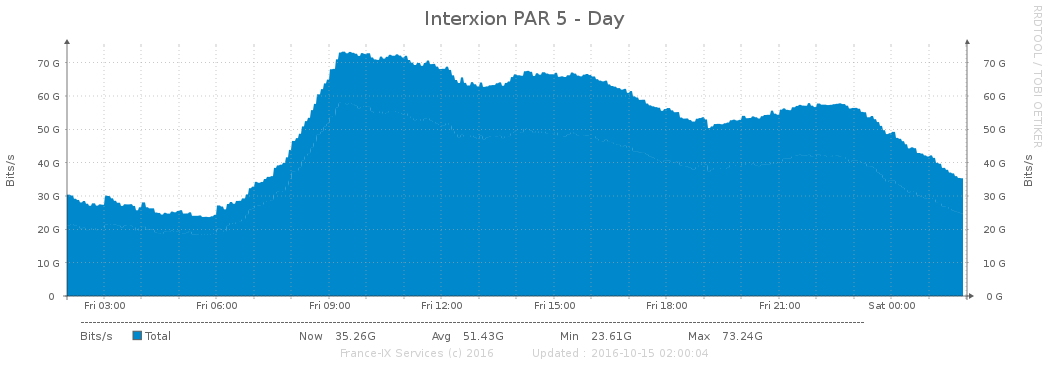 Interxion PAR 5 - Day
RRDTOOL / TOBI OETIKER
Bits/s
70 G 70 G
60 G 60 G
50 G 50 G
40 G 40 G
30 G 30 G
20 G 20 G
10 G 10 G
0 0 G
Bits/s
Fri 03:00 Fri 06:00 Fri 09:00 Fri 12:00 Fri 15:00 Fri 18:00 Fri 21:00 Sat 00:00
Bits/s Total Now 35.26G Avg 51.43G Min 23.61G Max 73.24G
France-IX Services (c) 2016 Updated : 2016-10-15 02:00:04